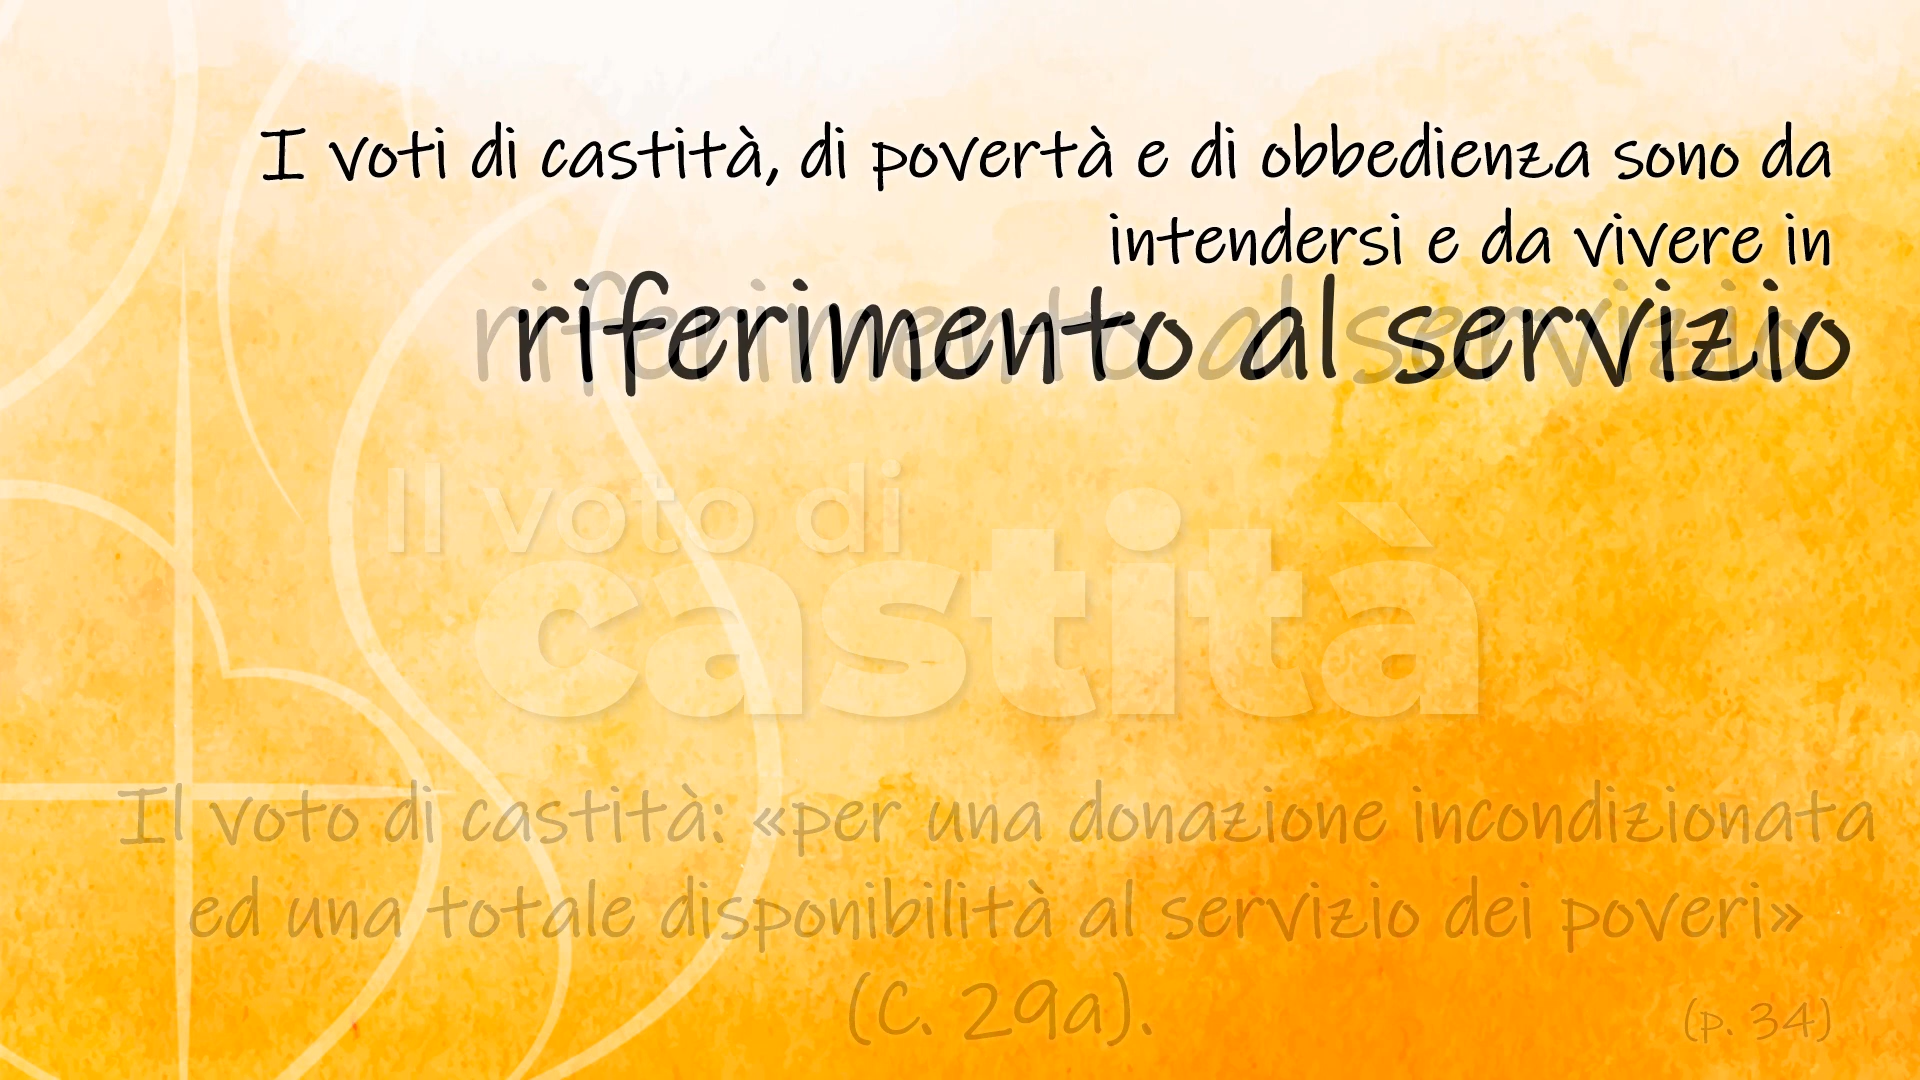 I voti di castità, di povertà e di obbedienza sono da
intendersi e da vivere in
riferimento al servizio
Il voto di
castità
Il voto di castità: «per una donazione incondizionata
ed una totale disponibilità al servizio dei poveri»
(C. 29a).
(p. 34)